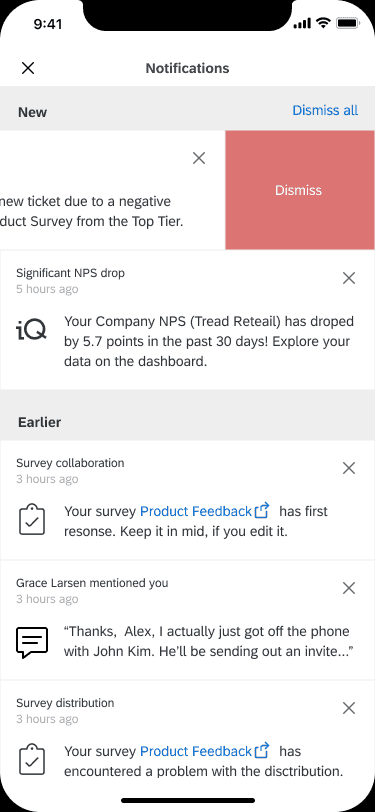 9:41
Notifications
New
Dismiss all
new ticket due to a negative
duct Survey from the Top Tier.
Dismiss
Significant NPS drop
5 hours ago
iQ
Your Company NPS (Tread Reteail) has droped
by 5.7 points in the past 30 days! Explore your
data on the dashboard.
Earlier
Survey collaboration
3 hours ago
Your survey Product Feedback has first
resonse. Keep it in mid, if you edit it.
Grace Larsen mentioned you
3 hours ago
“Thanks,  Alex, I actually just got off the phone
with John Kim. He’ll be sending out an invite...”
Survey distribution
3 hours ago
Your survey Product Feedback has
encountered a problem with the disctribution.